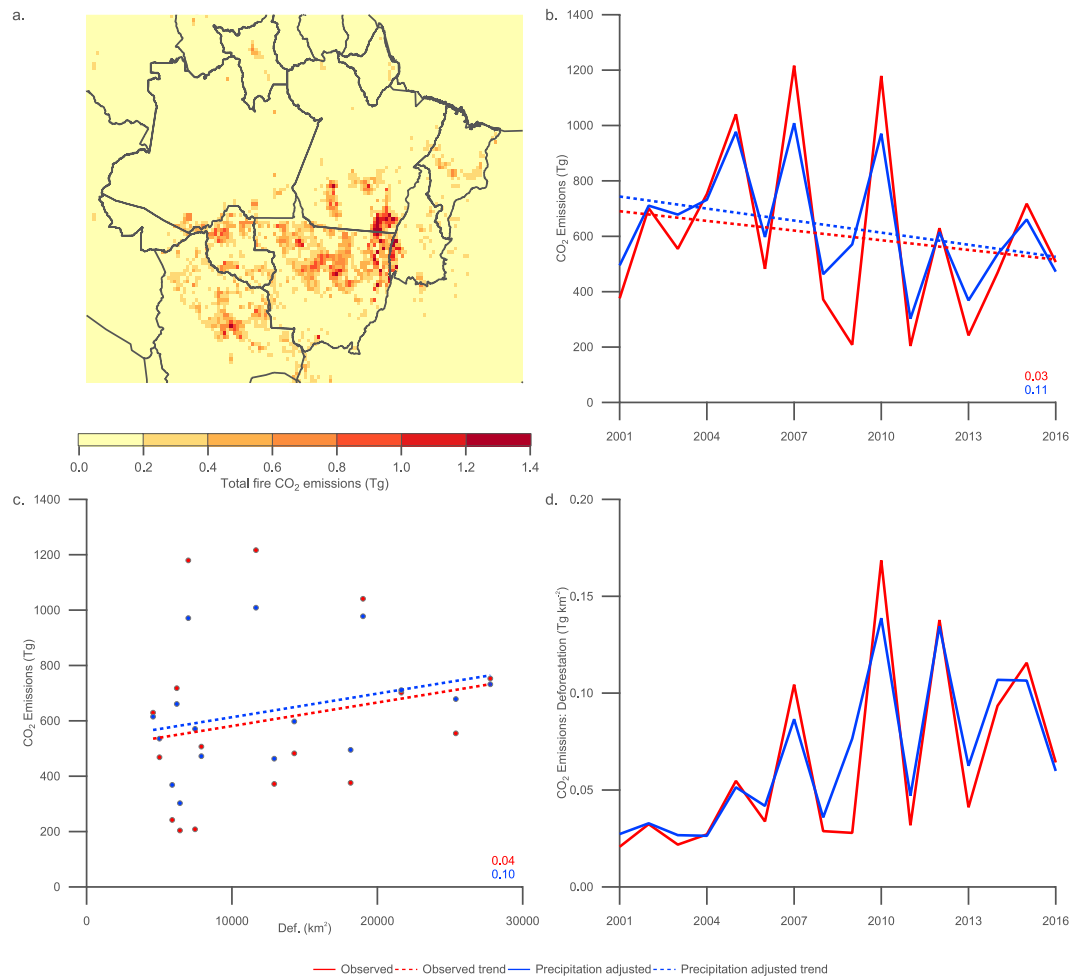 a.
0.0 0.2 0.4 0.6 0.8 1.0 1.2 1.4
Total fire CO₂ emissions (Tg)
b.
1400
1200
1000
800
600
400
200
0
CO₂ Emissions (Tg)
0.03
0.11
2001 2004 2007 2010 2013 2016
c.
1400
1200
1000
800
600
400
200
0
CO₂ Emissions (Tg)
0.04
0.10
0 10000 20000 30000
Def. (km²)
d.
0.20
0.15
0.10
0.05
0.00
CO₂ Emissions: Deforestation (Tg km⁻²)
2001 2004 2007 2010 2013 2016
Observed Observed trend Precipitation adjusted Precipitation adjusted trend